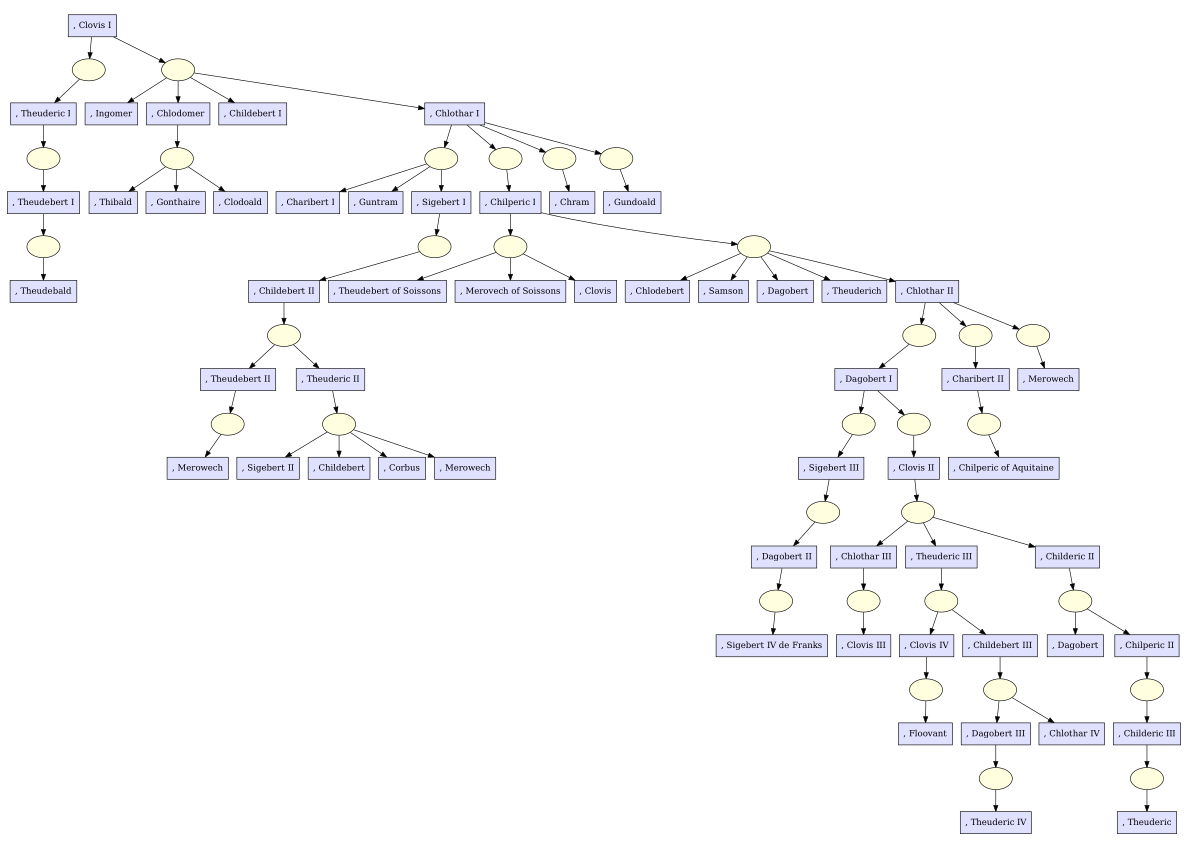 , Clovis I
, Theuderic I
, Ingomer
, Chlodomer
, Childebert I
, Chlothar I
, Theudebert I
, Thibald
, Gonthaire
, Clodoald
, Charibert I
, Guntram
, Sigebert I
, Chilperic I
, Chram
, Gundoald
, Theudebald
, Childebert II
, Theudebert of Soissons
, Merovech of Soissons
, Clovis
, Chlodebert
, Samson
, Dagobert
, Theuderich
, Chlothar II
, Theudebert II
, Theuderic II
, Dagobert I
, Charibert II
, Merowech
, Merowech
, Sigebert II
, Childebert
, Corbus
, Merowech
, Sigebert III
, Clovis II
, Chilperic of Aquitaine
, Dagobert II
, Chlothar III
, Theuderic III
, Childeric II
, Sigebert IV de Franks
, Clovis III
, Clovis IV
, Childebert III
, Dagobert
, Chilperic II
, Floovant
, Dagobert III
, Chlothar IV
, Childeric III
, Theuderic IV
, Theuderic